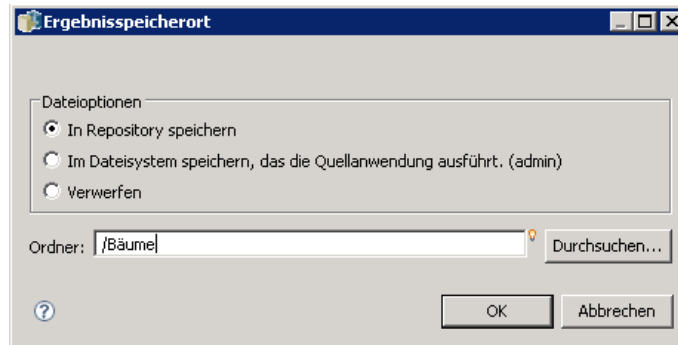 Ergebnisspeicherort
Dateioptionen
In Repository speichern
Im Dateisystem speichern, das die Quellanwendung ausführt. (admin)
Verwerfen
Ordner: /Bäume Durchsuchen...
OK Abbrechen